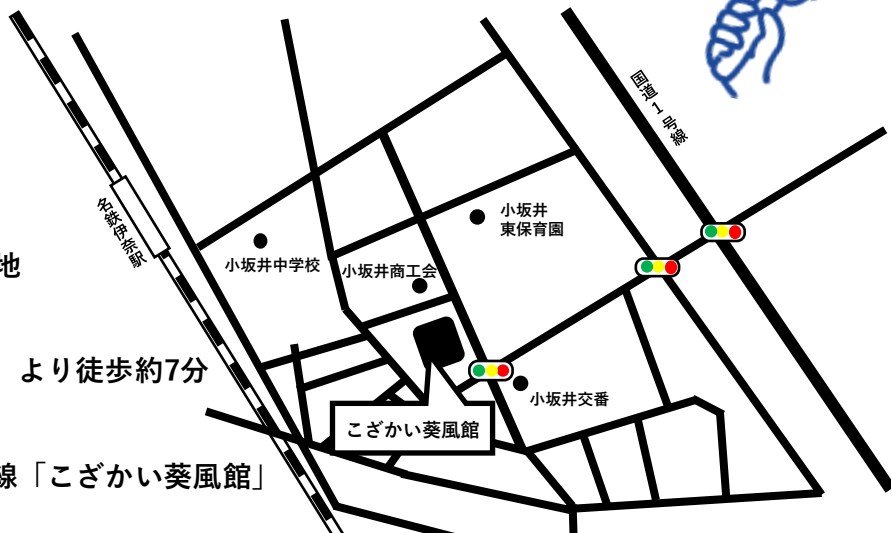 国道1号線
名鉄伊奈駅
小坂井
東保育園
小坂井中学校
小坂井商工会
地
より徒歩約7分
小坂井交番
こざかい葵風館
線「こざかい葵風館」